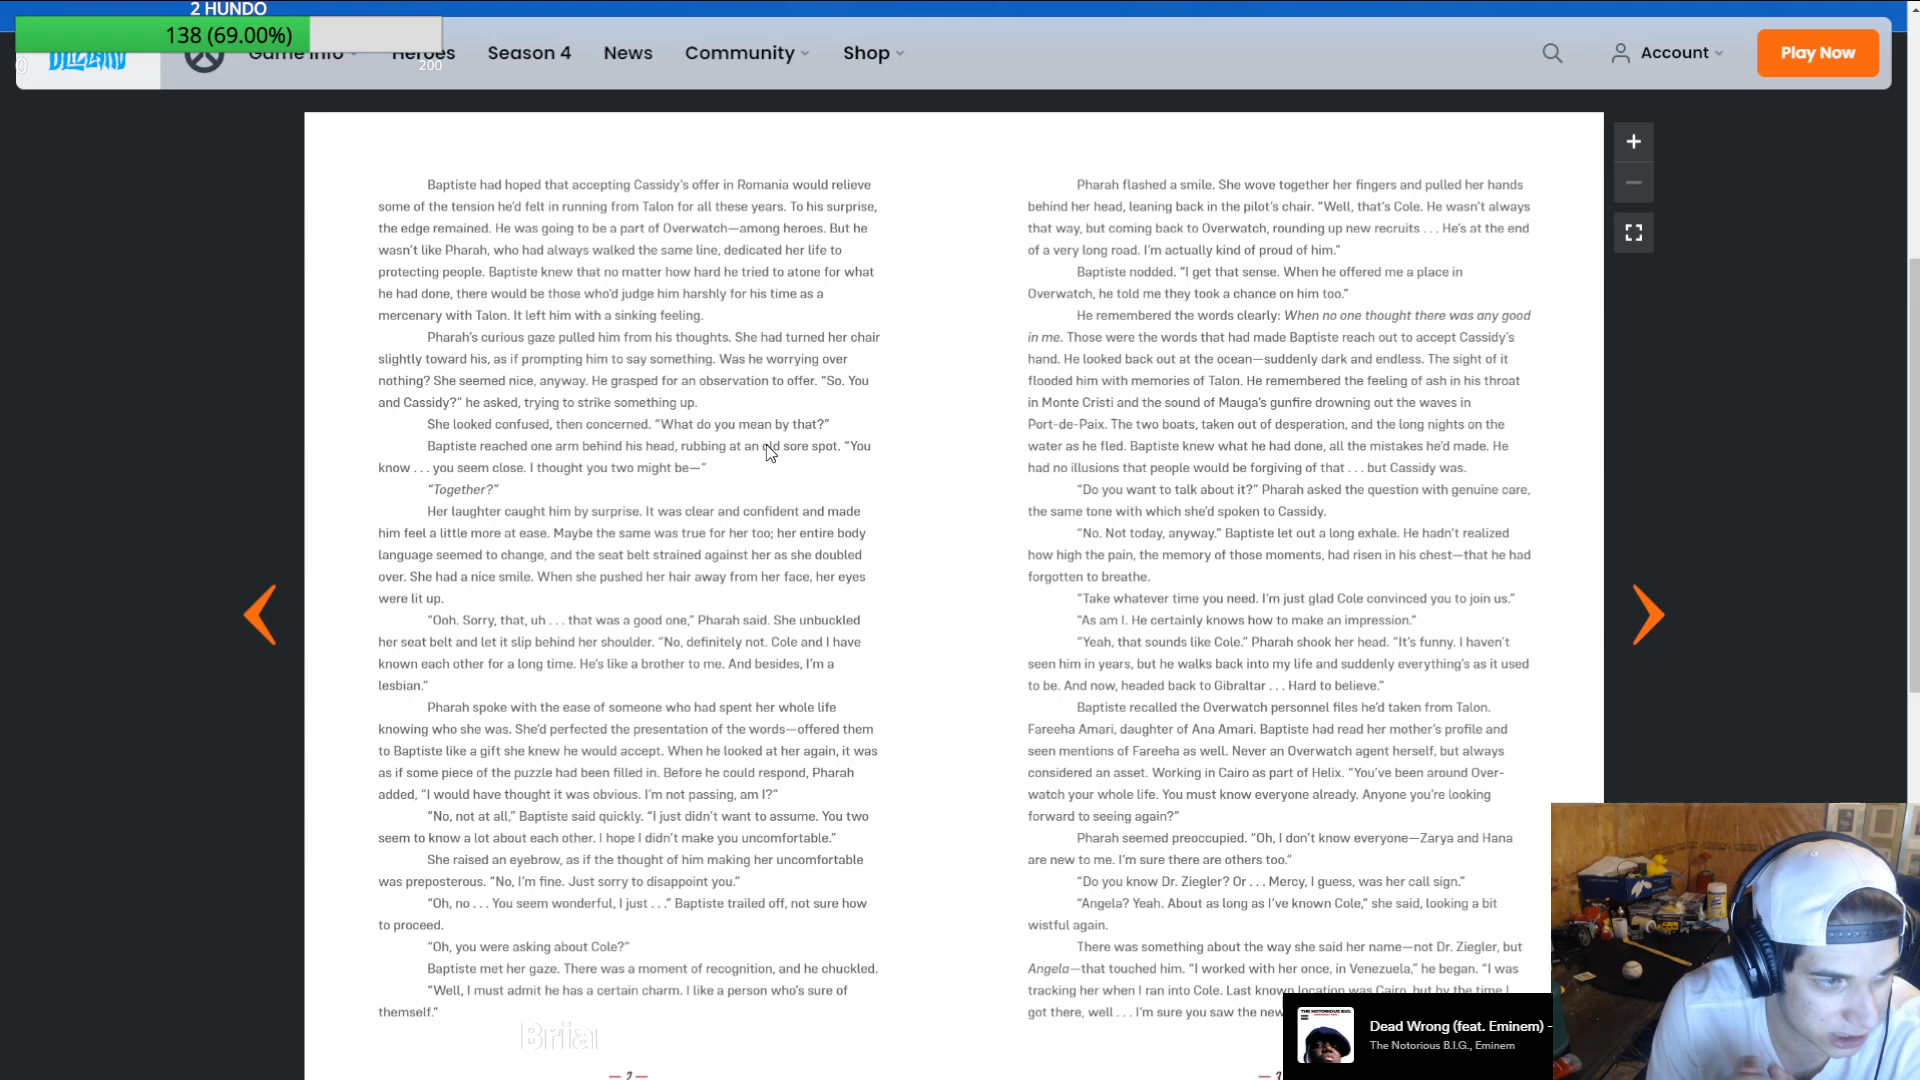 2 HUNDO
138 (69.00%)
0
200
BLIZZARD
Game Info
Heroes
Season 4
News
Community
Shop
Account
Play Now
Baptiste had hoped that accepting Cassidy's offer in Romania would relieve
some of the tension he'd felt in running from Talon for all these years. To his surprise,
the edge remained. He was going to be a part of Overwatch—among heroes. But he
wasn't like Pharah, who had always walked the same line, dedicated her life to
protecting people. Baptiste knew that no matter how hard he tried to atone for what
he had done, there would be those who'd judge him harshly for his time as a
mercenary with Talon. It left him with a sinking feeling.
Pharah's curious gaze pulled him from his thoughts. She had turned her chair
slightly toward his, as if prompting him to say something. Was he worrying over
nothing? She seemed nice, anyway. He grasped for an observation to offer. "So. You
and Cassidy?" he asked, trying to strike something up.
She looked confused, then concerned. "What do you mean by that?"
Baptiste reached one arm behind his head, rubbing at an old sore spot. "You
know . . . you seem close. I thought you two might be—"
"Together?"
Her laughter caught him by surprise. It was clear and confident and made
him feel a little more at ease. Maybe the same was true for her too; her entire body
language seemed to change, and the seat belt strained against her as she doubled
over. She had a nice smile. When she pushed her hair away from her face, her eyes
were lit up.
"Ooh. Sorry, that, uh . . . that was a good one," Pharah said. She unbuckled
her seat belt and let it slip behind her shoulder. "No, definitely not. Cole and I have
known each other for a long time. He's like a brother to me. And besides, I'm a
lesbian."
Pharah spoke with the ease of someone who had spent her whole life
knowing who she was. She'd perfected the presentation of the words—offered them
to Baptiste like a gift she knew he would accept. When he looked at her again, it was
as if some piece of the puzzle had been filled in. Before he could respond, Pharah
added, "I would have thought it was obvious. I'm not passing, am I?"
"No, not at all," Baptiste said quickly. "I just didn't want to assume. You two
seem to know a lot about each other. I hope I didn't make you uncomfortable."
She raised an eyebrow, as if the thought of him making her uncomfortable
was preposterous. "No, I'm fine. Just sorry to disappoint you."
"Oh, no . . . You seem wonderful, I just . . ." Baptiste trailed off, not sure how
to proceed.
"Oh, you were asking about Cole?"
Baptiste met her gaze. There was a moment of recognition, and he chuckled.
"Well, I must admit he has a certain charm. I like a person who's sure of
themself."
Bria
— 2 —
Pharah flashed a smile. She wove together her fingers and pulled her hands
behind her head, leaning back in the pilot's chair. "Well, that's Cole. He wasn't always
that way, but coming back to Overwatch, rounding up new recruits . . . He's at the end
of a very long road. I'm actually kind of proud of him."
Baptiste nodded. "I get that sense. When he offered me a place in
Overwatch, he told me they took a chance on him too."
He remembered the words clearly: When no one thought there was any good
in me. Those were the words that had made Baptiste reach out to accept Cassidy's
hand. He looked back out at the ocean—suddenly dark and endless. The sight of it
flooded him with memories of Talon. He remembered the feeling of ash in his throat
in Monte Cristi and the sound of Mauga's gunfire drowning out the waves in
Port-de-Paix. The two boats, taken out of desperation, and the long nights on the
water as he fled. Baptiste knew what he had done, all the mistakes he'd made. He
had no illusions that people would be forgiving of that . . . but Cassidy was.
"Do you want to talk about it?" Pharah asked the question with genuine care,
the same tone with which she'd spoken to Cassidy.
"No. Not today, anyway." Baptiste let out a long exhale. He hadn't realized
how high the pain, the memory of those moments, had risen in his chest—that he had
forgotten to breathe.
"Take whatever time you need. I'm just glad Cole convinced you to join us."
"As am I. He certainly knows how to make an impression."
"Yeah, that sounds like Cole." Pharah shook her head. "It's funny. I haven't
seen him in years, but he walks back into my life and suddenly everything's as it used
to be. And now, headed back to Gibraltar . . . Hard to believe."
Baptiste recalled the Overwatch personnel files he'd taken from Talon.
Fareeha Amari, daughter of Ana Amari. Baptiste had read her mother's profile and
seen mentions of Fareeha as well. Never an Overwatch agent herself, but always
considered an asset. Working in Cairo as part of Helix. "You've been around Over-
watch your whole life. You must know everyone already. Anyone you're looking
forward to seeing again?"
Pharah seemed preoccupied. "Oh, I don't know everyone—Zarya and Hana
are new to me. I'm sure there are others too."
"Do you know Dr. Ziegler? Or . . . Mercy, I guess, was her call sign."
"Angela? Yeah. About as long as I've known Cole," she said, looking a bit
wistful again.
There was something about the way she said her name—not Dr. Ziegler, but
Angela—that touched him. "I worked with her once, in Venezuela," he began. "I was
tracking her when I ran into Cole. Last known location was Cairo, but by the time I
got there, well . . . I'm sure you saw the new
Dead Wrong (feat. Eminem) -
The Notorious B.I.G., Eminem